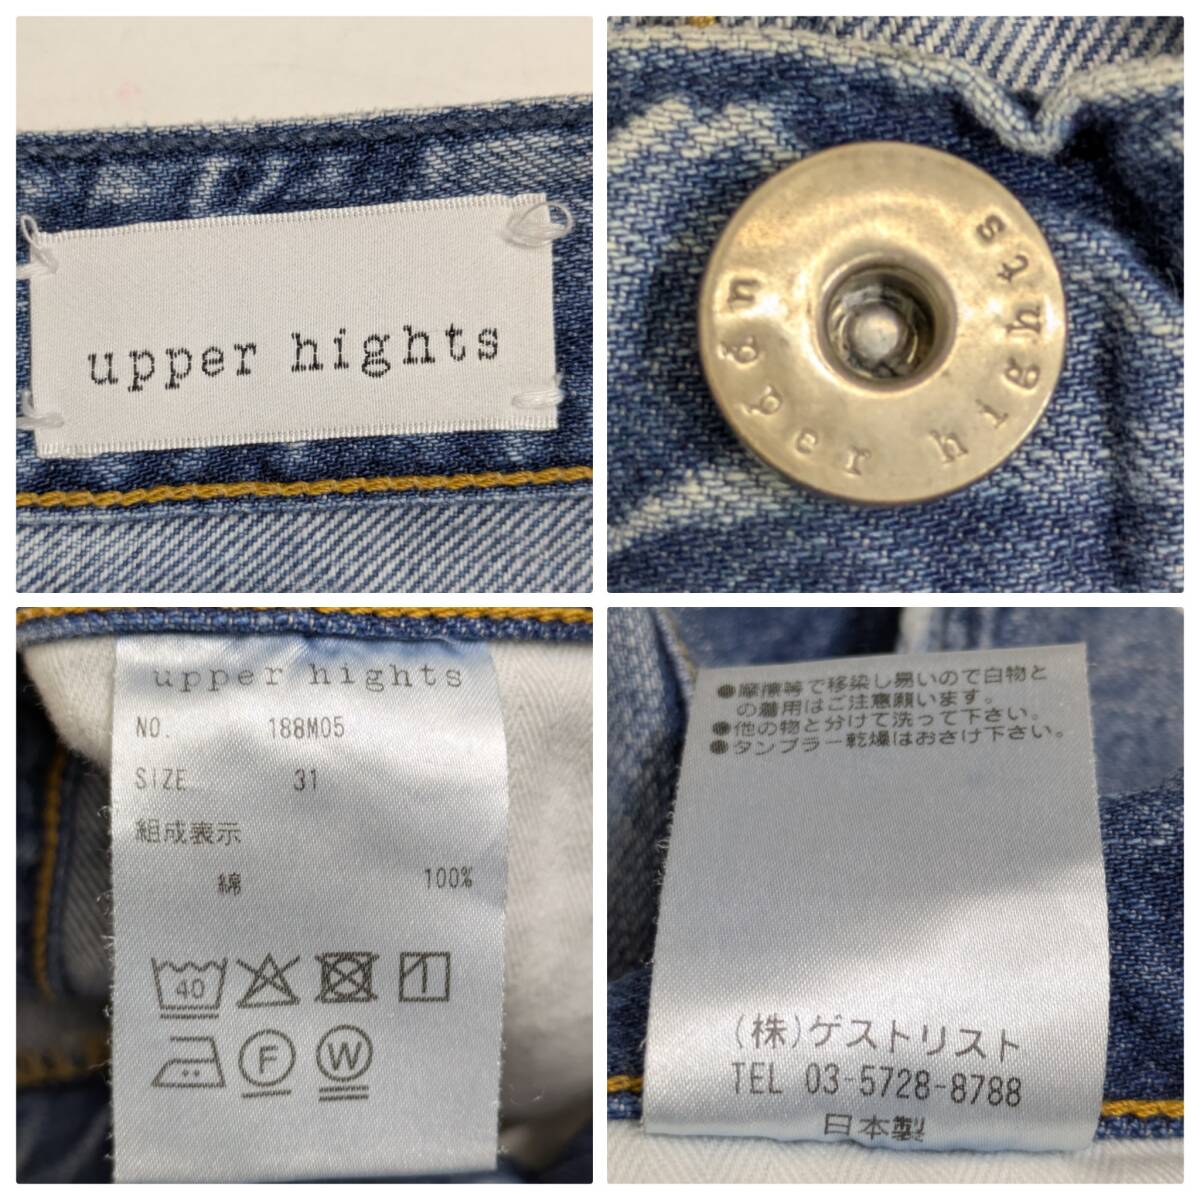 upper hights
upper hights
upper hights
NO. 188M05
SIZE 31
組成表示
綿 100%
40
F W
●摩擦等で移染し易いので白物と
の着用はご注意願います。
●他の物と分けて洗って下さい。
●タンブラー乾燥はおさけ下さい。
(株)ゲストリスト
TEL 03-5728-8788
日本製